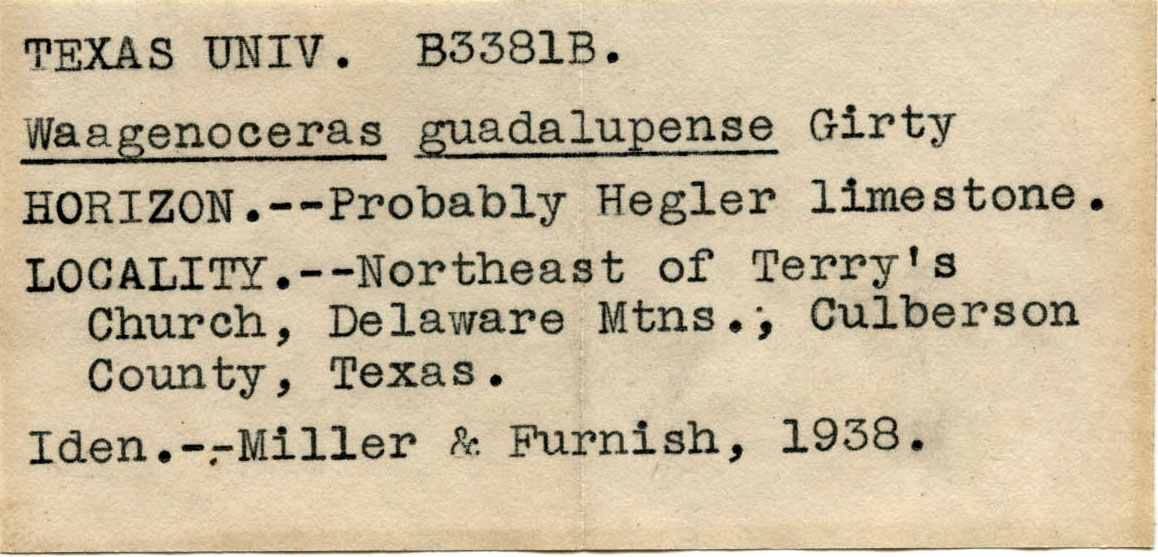 TEXAS UNIV. B3381B.
Waagenoceras guadalupense Girty
HORIZON.--Probably Hegler limestone.
LOCALITY.--Northeast of Terry's
Church, Delaware Mtns., Culberson
County, Texas.
Iden.--Miller & Furnish, 1938.